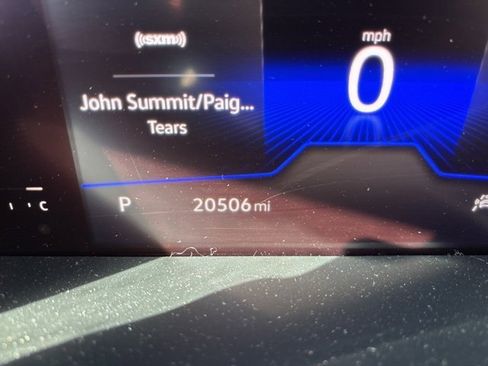 ((sxm))
mph
0
John Summit/Paig...
Tears
C
P
20506 mi